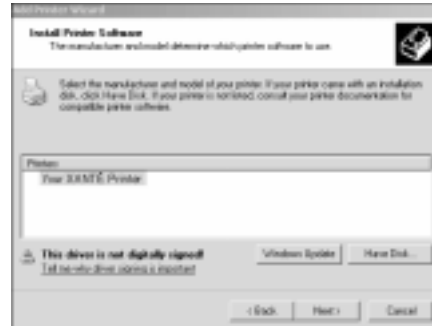 Add Printer Wizard
Install Printer Software
The manufacturer and model determine which printer software to use.
Select the manufacturer and model of your printer. If your printer came with an installation
disk, click Have Disk. If your printer is not listed, consult your printer documentation for
compatible printer software.
Printers
Your XANTÉ Printer
This driver is not digitally signed!
Tell me why driver signing is important
Windows Update
Have Disk...
< Back
Next >
Cancel